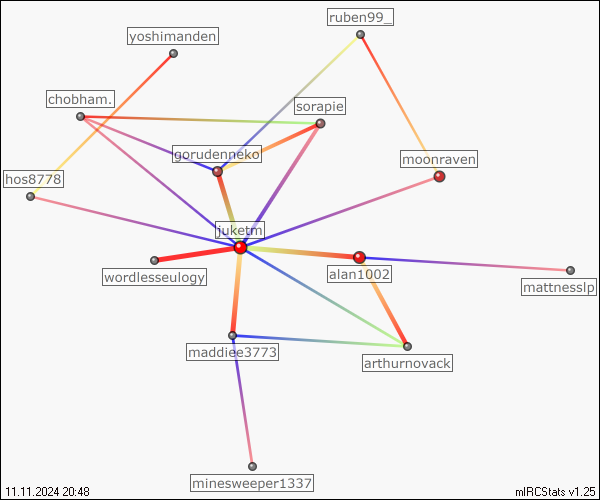 ruben99_
yoshimanden
chobham.
sorapie
gorudenneko
moonraven
hos8778
juketm
wordlesseulogy
alan1002
mattnesslp
maddiee3773
arthurnovack
minesweeper1337
11.11.2024 20:48
mIRCStats v1.25